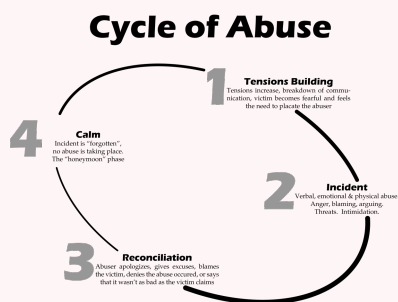 Cycle of Abuse
1
Tensions Building
Tensions increase, breakdown of commu-
nication, victim becomes fearful and feels
the need to placate the abuser
2
Incident
Verbal, emotional & physical abuse
Anger, blaming, arguing.
Threats. Intimidation.
3
Reconciliation
Abuser apologizes, gives excuses, blames
the victim, denies the abuse occured, or says
that it wasn't as bad as the victim claims
4
Calm
Incident is "forgotten",
no abuse is taking place.
The "honeymoon" phase